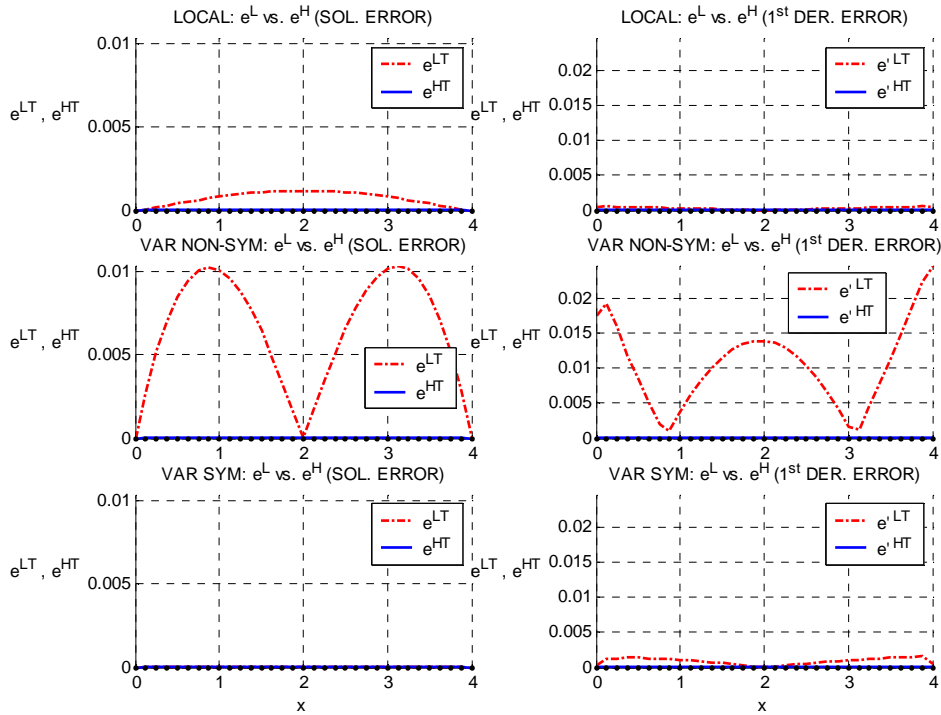 LOCAL: e^L vs. e^H (SOL. ERROR)
0.01
e^LT , e^HT
0.005
0
e^LT
e^HT
0 1 2 3 4
LOCAL: e^L vs. e^H (1^st DER. ERROR)
0.02
0.015
e^LT , e^HT
0.01
0.005
0
e'^LT
e'^HT
0 1 2 3 4
VAR NON-SYM: e^L vs. e^H (SOL. ERROR)
0.01
e^LT , e^HT
0.005
0
e^LT
e^HT
0 1 2 3 4
VAR NON-SYM: e^L vs. e^H (1^st DER. ERROR)
0.02
0.015
e^LT , e^HT
0.01
0.005
0
e'^LT
e'^HT
0 1 2 3 4
VAR SYM: e^L vs. e^H (SOL. ERROR)
0.01
e^LT , e^HT
0.005
0
e^LT
e^HT
0 1 2 3 4
x
VAR SYM: e^L vs. e^H (1^st DER. ERROR)
0.02
0.015
e^LT , e^HT
0.01
0.005
0
e'^LT
e'^HT
0 1 2 3 4
x